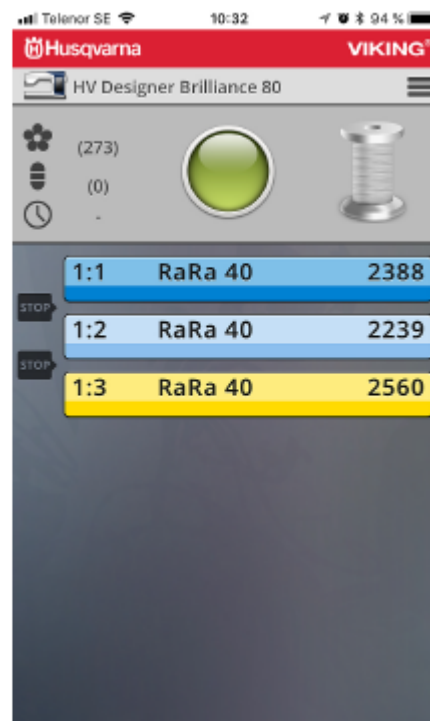 Telenor SE 10:32 94 %
Husqvarna VIKING®
HV Designer Brilliance 80
(273)
(0)
-
1:1 RaRa 40 2388
STOP
1:2 RaRa 40 2239
STOP
1:3 RaRa 40 2560